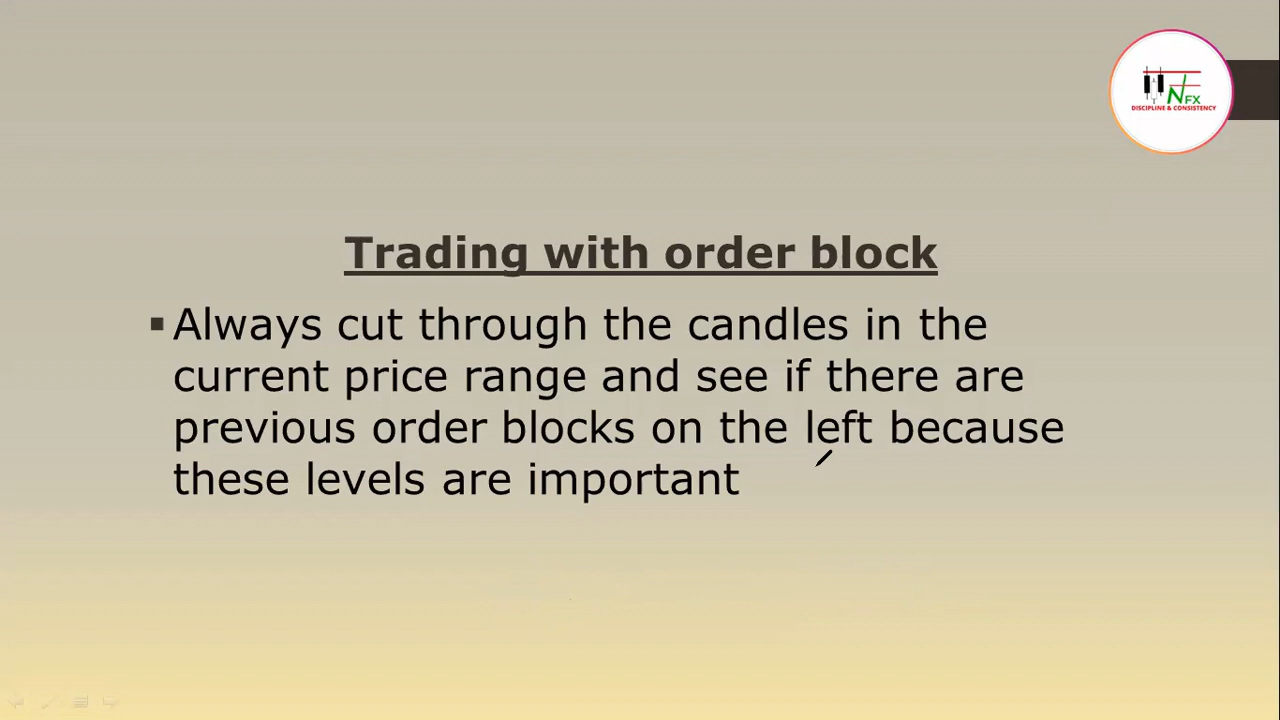 NFX
DISCIPLINE & CONSISTENCY
Trading with order block
Always cut through the candles in the
current price range and see if there are
previous order blocks on the left because
these levels are important